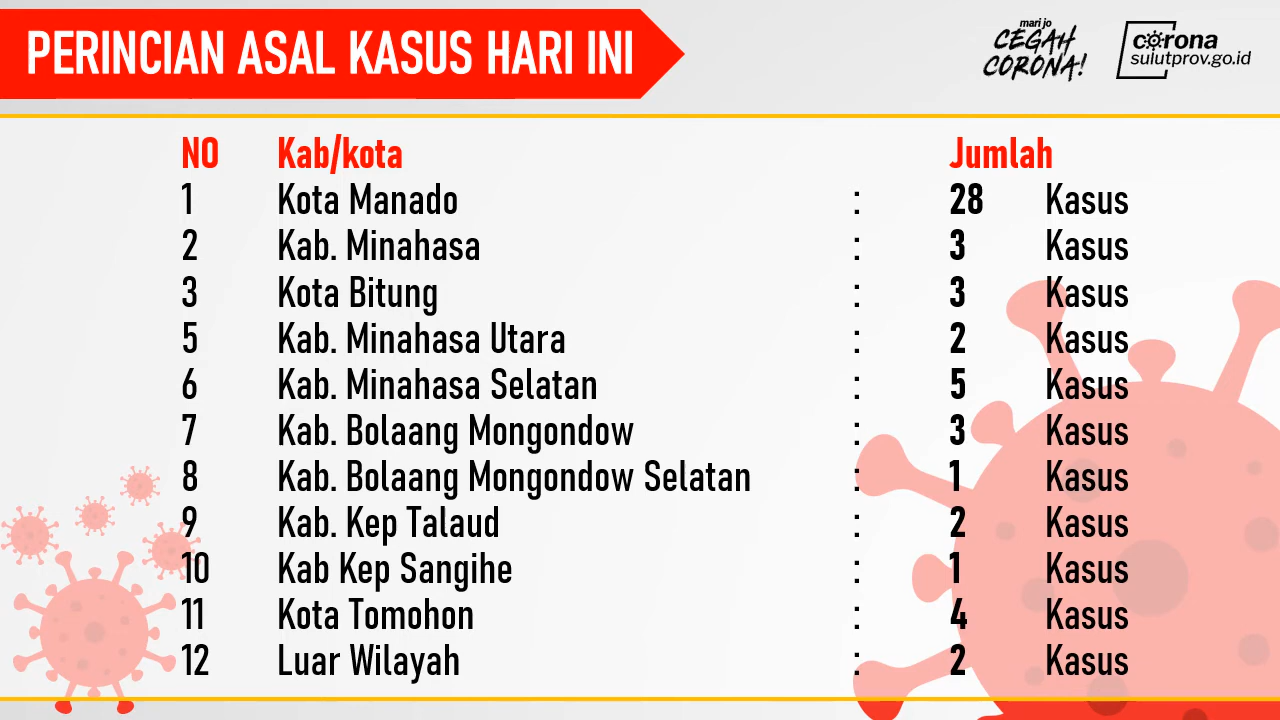 PERINCIAN ASAL KASUS HARI INI
mari jo
CEGAH
CORONA!
corona
sulutprov.go.id
NO Kab/kota Jumlah
1 Kota Manado : 28 Kasus
2 Kab. Minahasa : 3 Kasus
3 Kota Bitung : 3 Kasus
5 Kab. Minahasa Utara : 2 Kasus
6 Kab. Minahasa Selatan : 5 Kasus
7 Kab. Bolaang Mongondow : 3 Kasus
8 Kab. Bolaang Mongondow Selatan : 1 Kasus
9 Kab. Kep Talaud : 2 Kasus
10 Kab Kep Sangihe : 1 Kasus
11 Kota Tomohon : 4 Kasus
12 Luar Wilayah : 2 Kasus